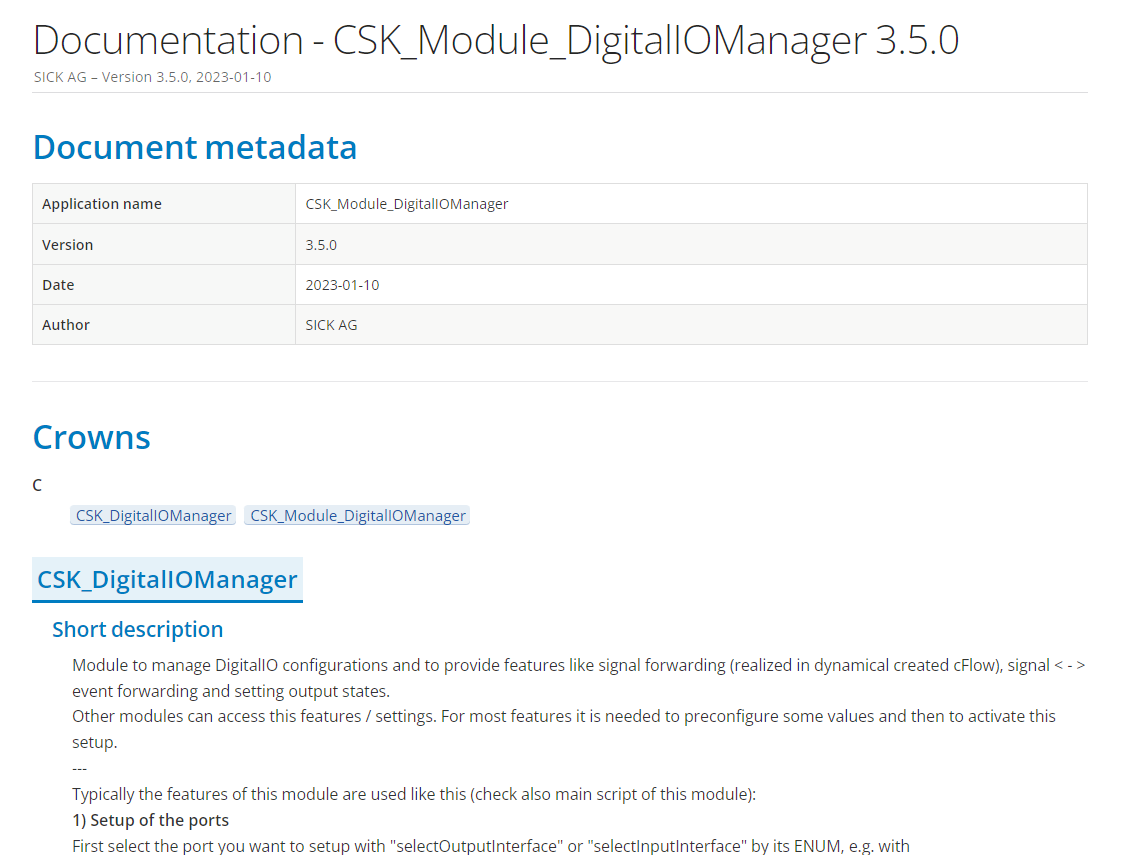 Documentation - CSK_Module_DigitalIOManager 3.5.0
SICK AG – Version 3.5.0, 2023-01-10
Document metadata
Application name CSK_Module_DigitalIOManager
Version 3.5.0
Date 2023-01-10
Author SICK AG
Crowns
C
CSK_DigitalIOManager CSK_Module_DigitalIOManager
CSK_DigitalIOManager
Short description
Module to manage DigitalIO configurations and to provide features like signal forwarding (realized in dynamical created cFlow), signal < - >
event forwarding and setting output states.
Other modules can access this features / settings. For most features it is needed to preconfigure some values and then to activate this
setup.
---
Typically the features of this module are used like this (check also main script of this module):
1) Setup of the ports
First select the port you want to setup with "selectOutputInterface" or "selectInputInterface" by its ENUM, e.g. with